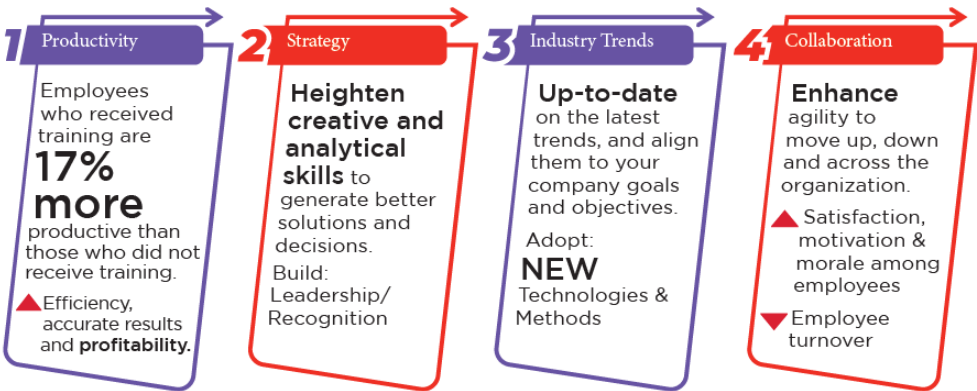 1 Productivity
Employees
who received
training are
17%
more
productive than
those who did not
receive training.
Efficiency,
accurate results
and profitability.
2 Strategy
Heighten
creative and
analytical
skills to
generate better
solutions and
decisions.
Build:
Leadership/
Recognition
3 Industry Trends
Up-to-date
on the latest
trends, and align
them to your
company goals
and objectives.
Adopt:
NEW
Technologies &
Methods
4 Collaboration
Enhance
agility to
move up, down
and across the
organization.
Satisfaction,
motivation &
morale among
employees
Employee
turnover